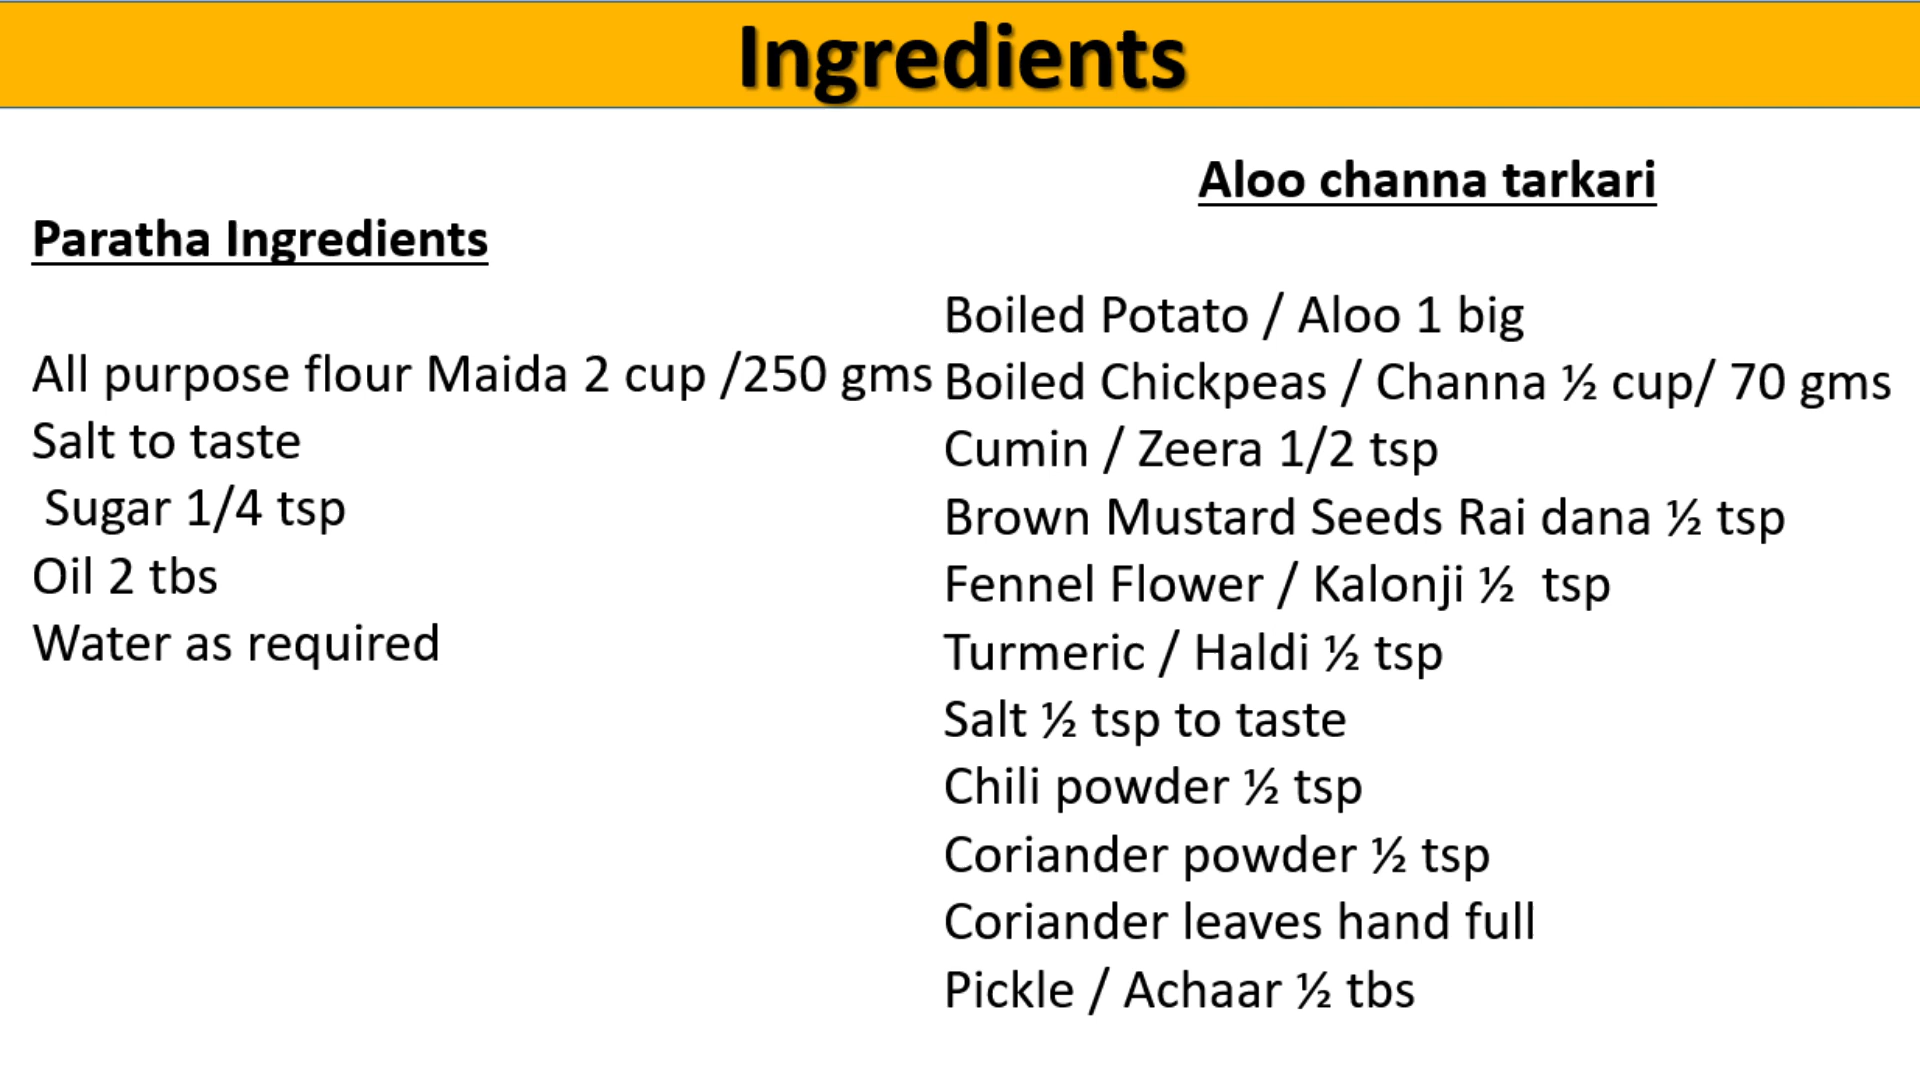 Ingredients
Paratha Ingredients
All purpose flour Maida 2 cup /250 gms
Salt to taste
Sugar 1/4 tsp
Oil 2 tbs
Water as required
Aloo channa tarkari
Boiled Potato / Aloo 1 big
Boiled Chickpeas / Channa ½ cup/ 70 gms
Cumin / Zeera 1/2 tsp
Brown Mustard Seeds Rai dana ½ tsp
Fennel Flower / Kalonji ½  tsp
Turmeric / Haldi ½ tsp
Salt ½ tsp to taste
Chili powder ½ tsp
Coriander powder ½ tsp
Coriander leaves hand full
Pickle / Achaar ½ tbs